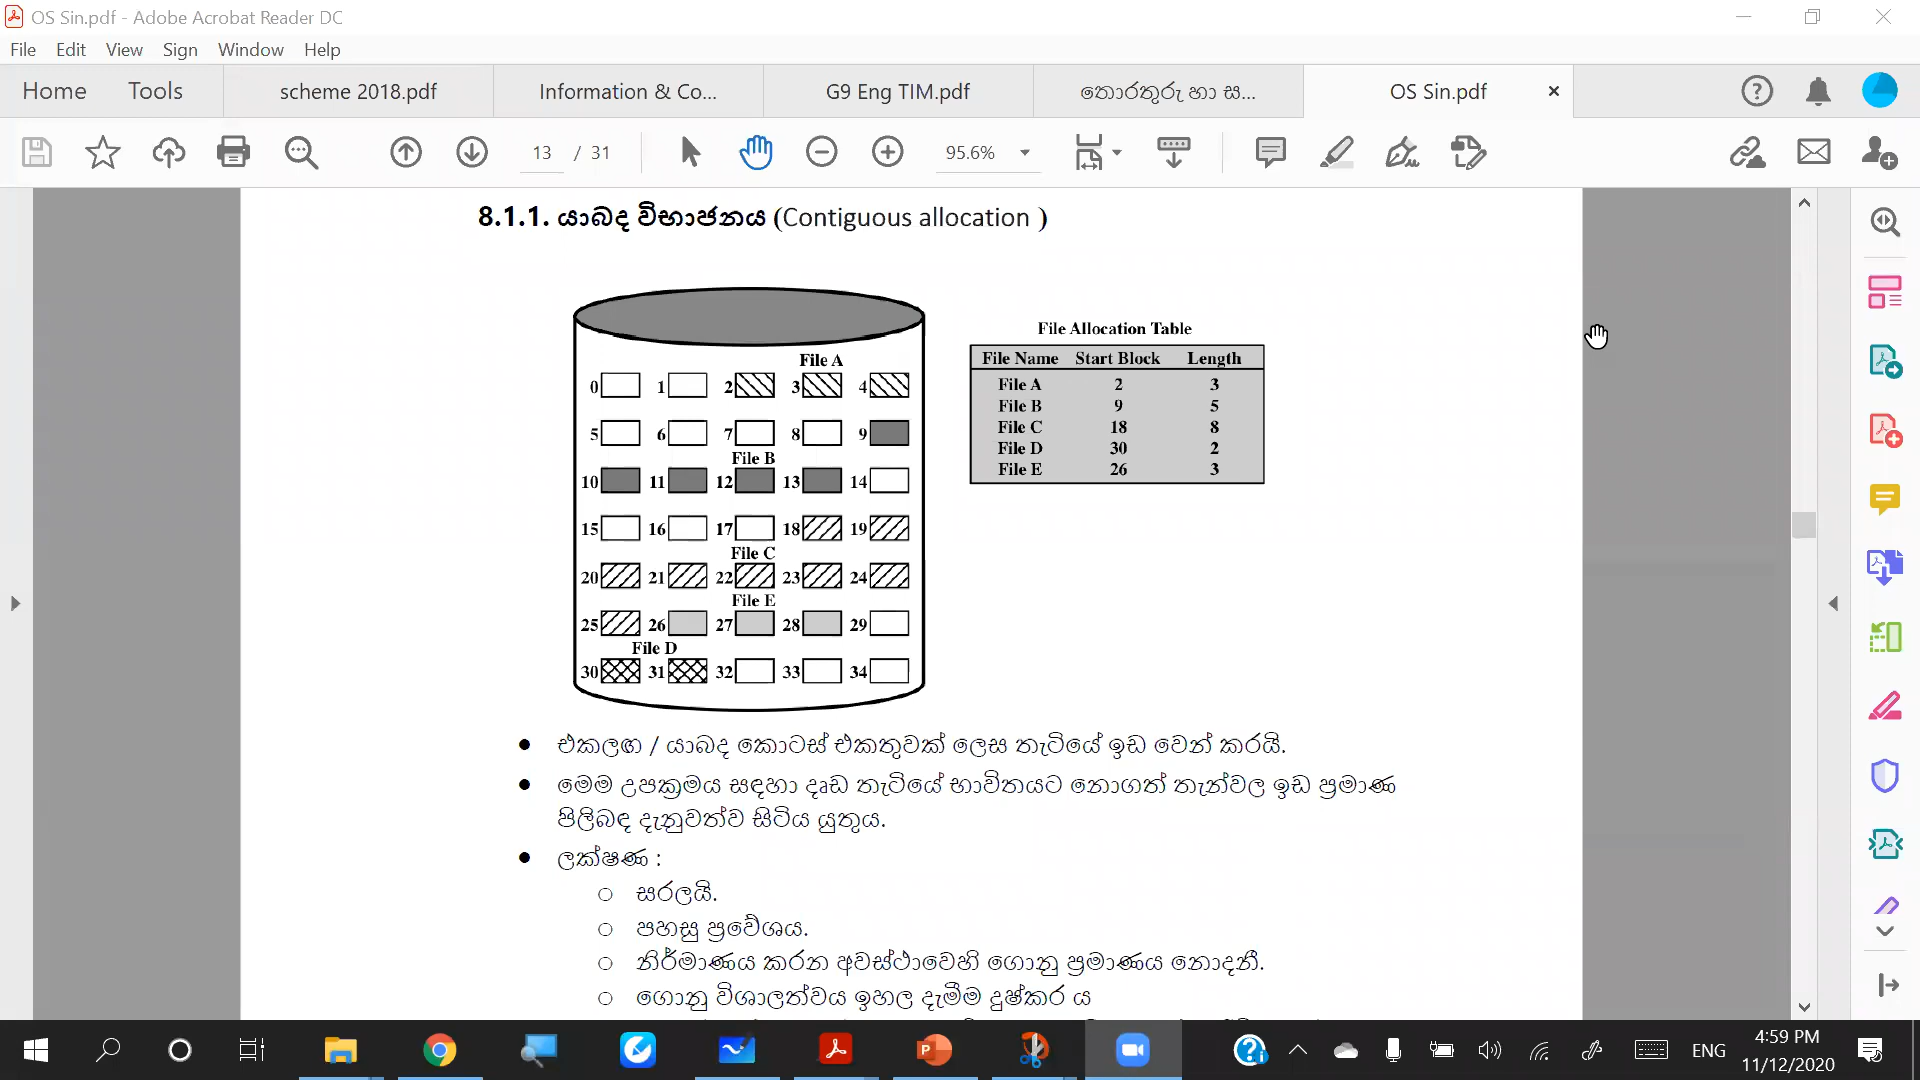 OS Sin.pdf - Adobe Acrobat Reader DC
File Edit View Sign Window Help
Home Tools scheme 2018.pdf Information & Co... G9 Eng TIM.pdf තොරතුරු හා ස... OS Sin.pdf
13 / 31 95.6%
8.1.1. යාබද විභාජනය (Contiguous allocation )
File Allocation Table
File Name Start Block Length
File A 2 3
File B 9 5
File C 18 8
File D 30 2
File E 26 3
File A
0 1 2 3 4
5 6 7 8 9
File B
10 11 12 13 14
15 16 17 18 19
File C
20 21 22 23 24
File E
25 26 27 28 29
File D
30 31 32 33 34
• එකලඟ / යාබද කොටස් එකතුවක් ලෙස තැටියේ ඉඩ වෙන් කරයි.
• මෙම උපක්‍රමය සඳහා දෘඩ තැටියේ භාවිතයට නොගත් තැන්වල ඉඩ ප්‍රමාණ
පිලිබඳ දැනුවත්ව සිටිය යුතුය.
• ලක්ෂණ :
○ සරලයි.
○ පහසු ප්‍රවේශය.
○ නිර්මාණය කරන අවස්ථාවෙහි ගොනු ප්‍රමාණය නොදනී.
○ ගොනු විශාලත්වය ඉහල දැමීම දුෂ්කර ය
ENG
4:59 PM
11/12/2020